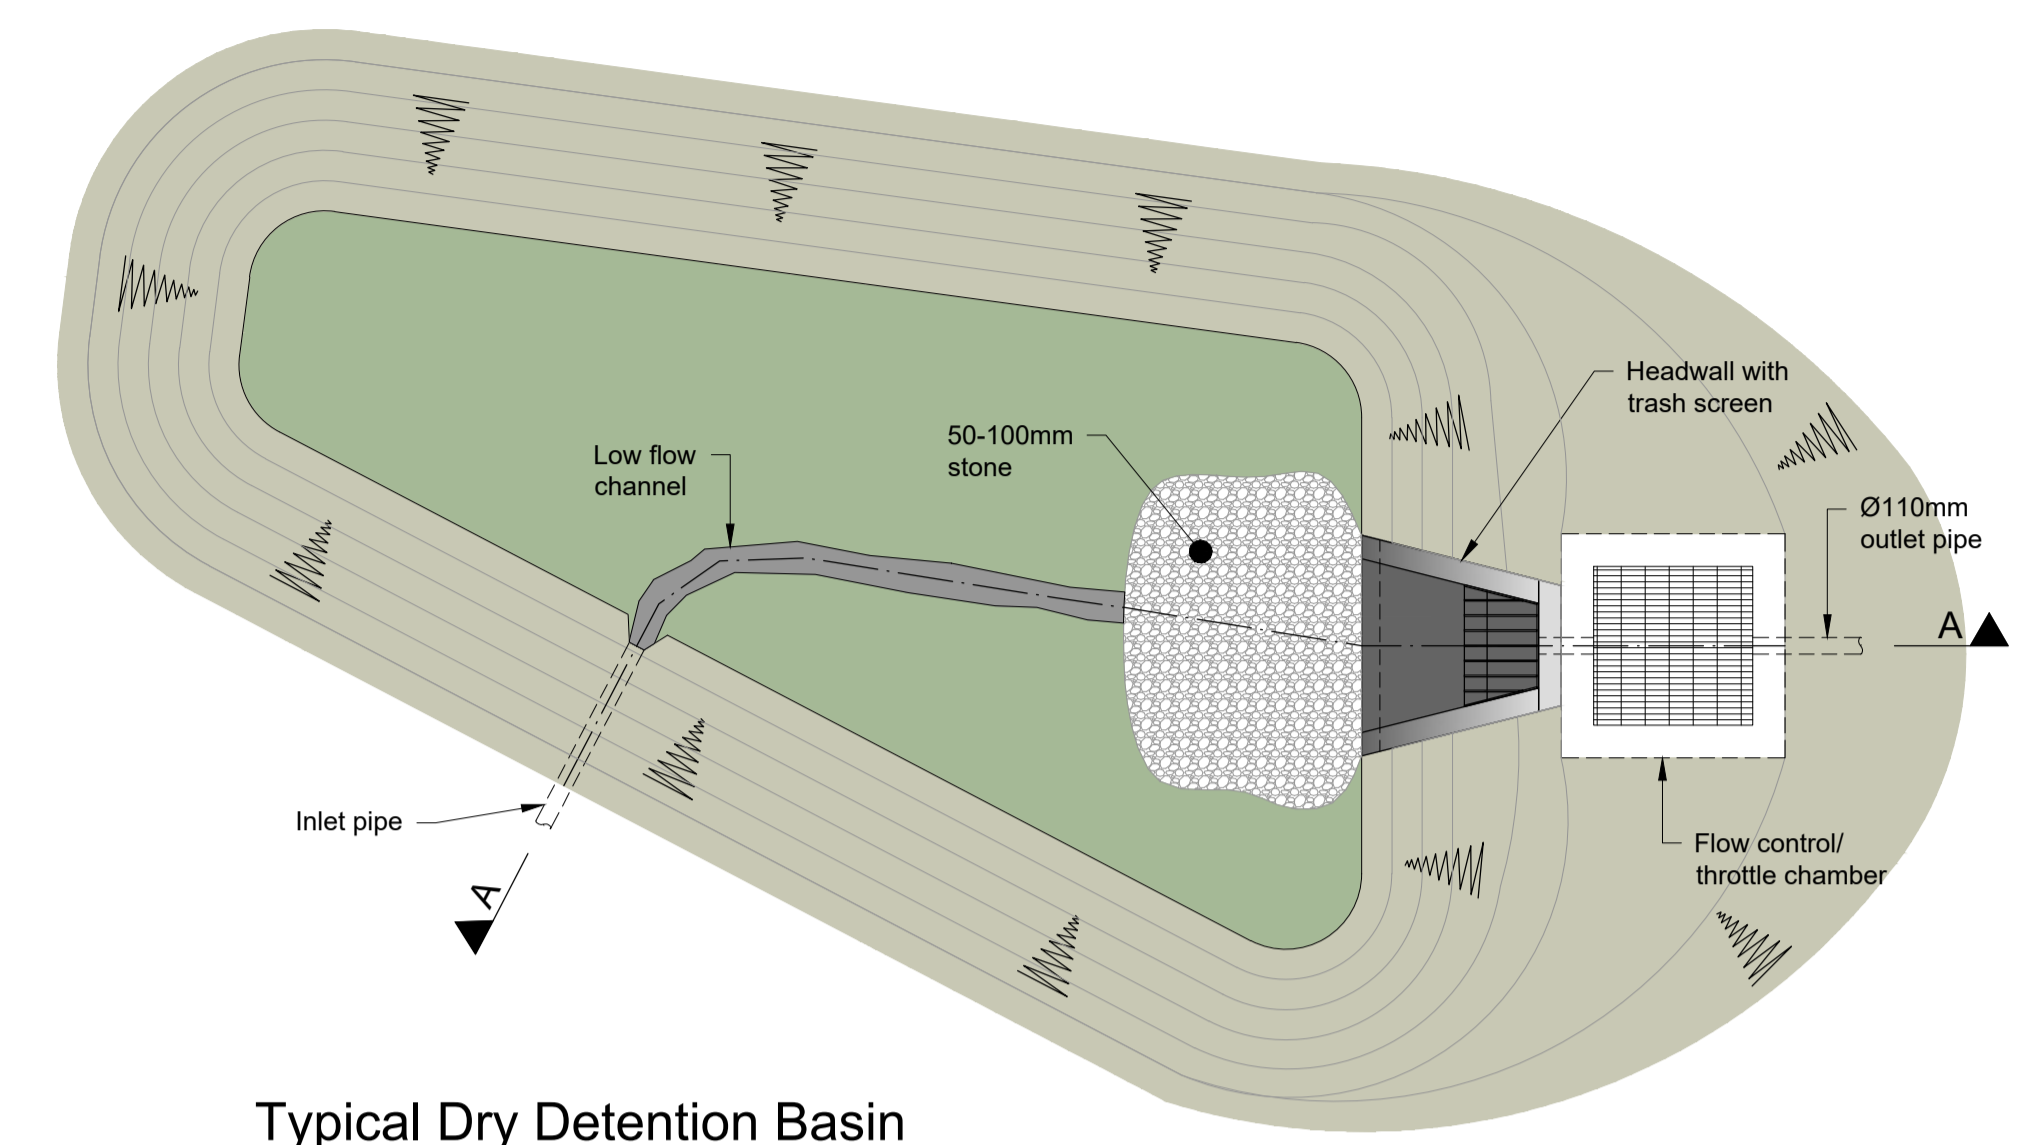 Headwall with
trash screen
50-100mm
stone
Low flow
channel
Ø110mm
outlet pipe
A
Inlet pipe
Flow control/
throttle chamber
A
Typical Dry Detention Basin